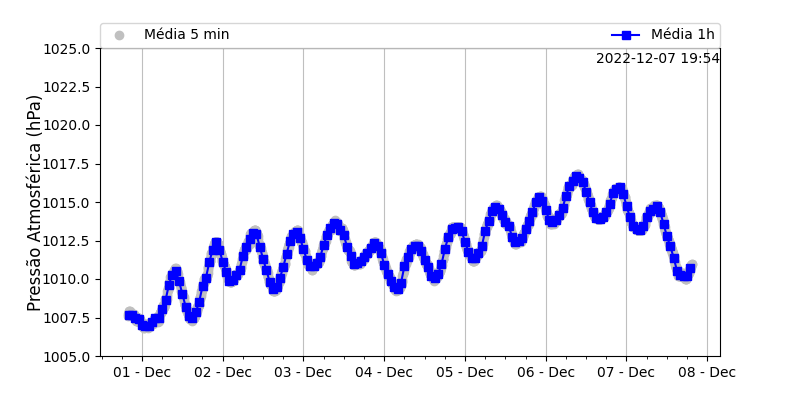 Média 5 min
Média 1h
2022-12-07 19:54
Pressão Atmosférica (hPa)
1025.0
1022.5
1020.0
1017.5
1015.0
1012.5
1010.0
1007.5
1005.0
01 - Dec
02 - Dec
03 - Dec
04 - Dec
05 - Dec
06 - Dec
07 - Dec
08 - Dec